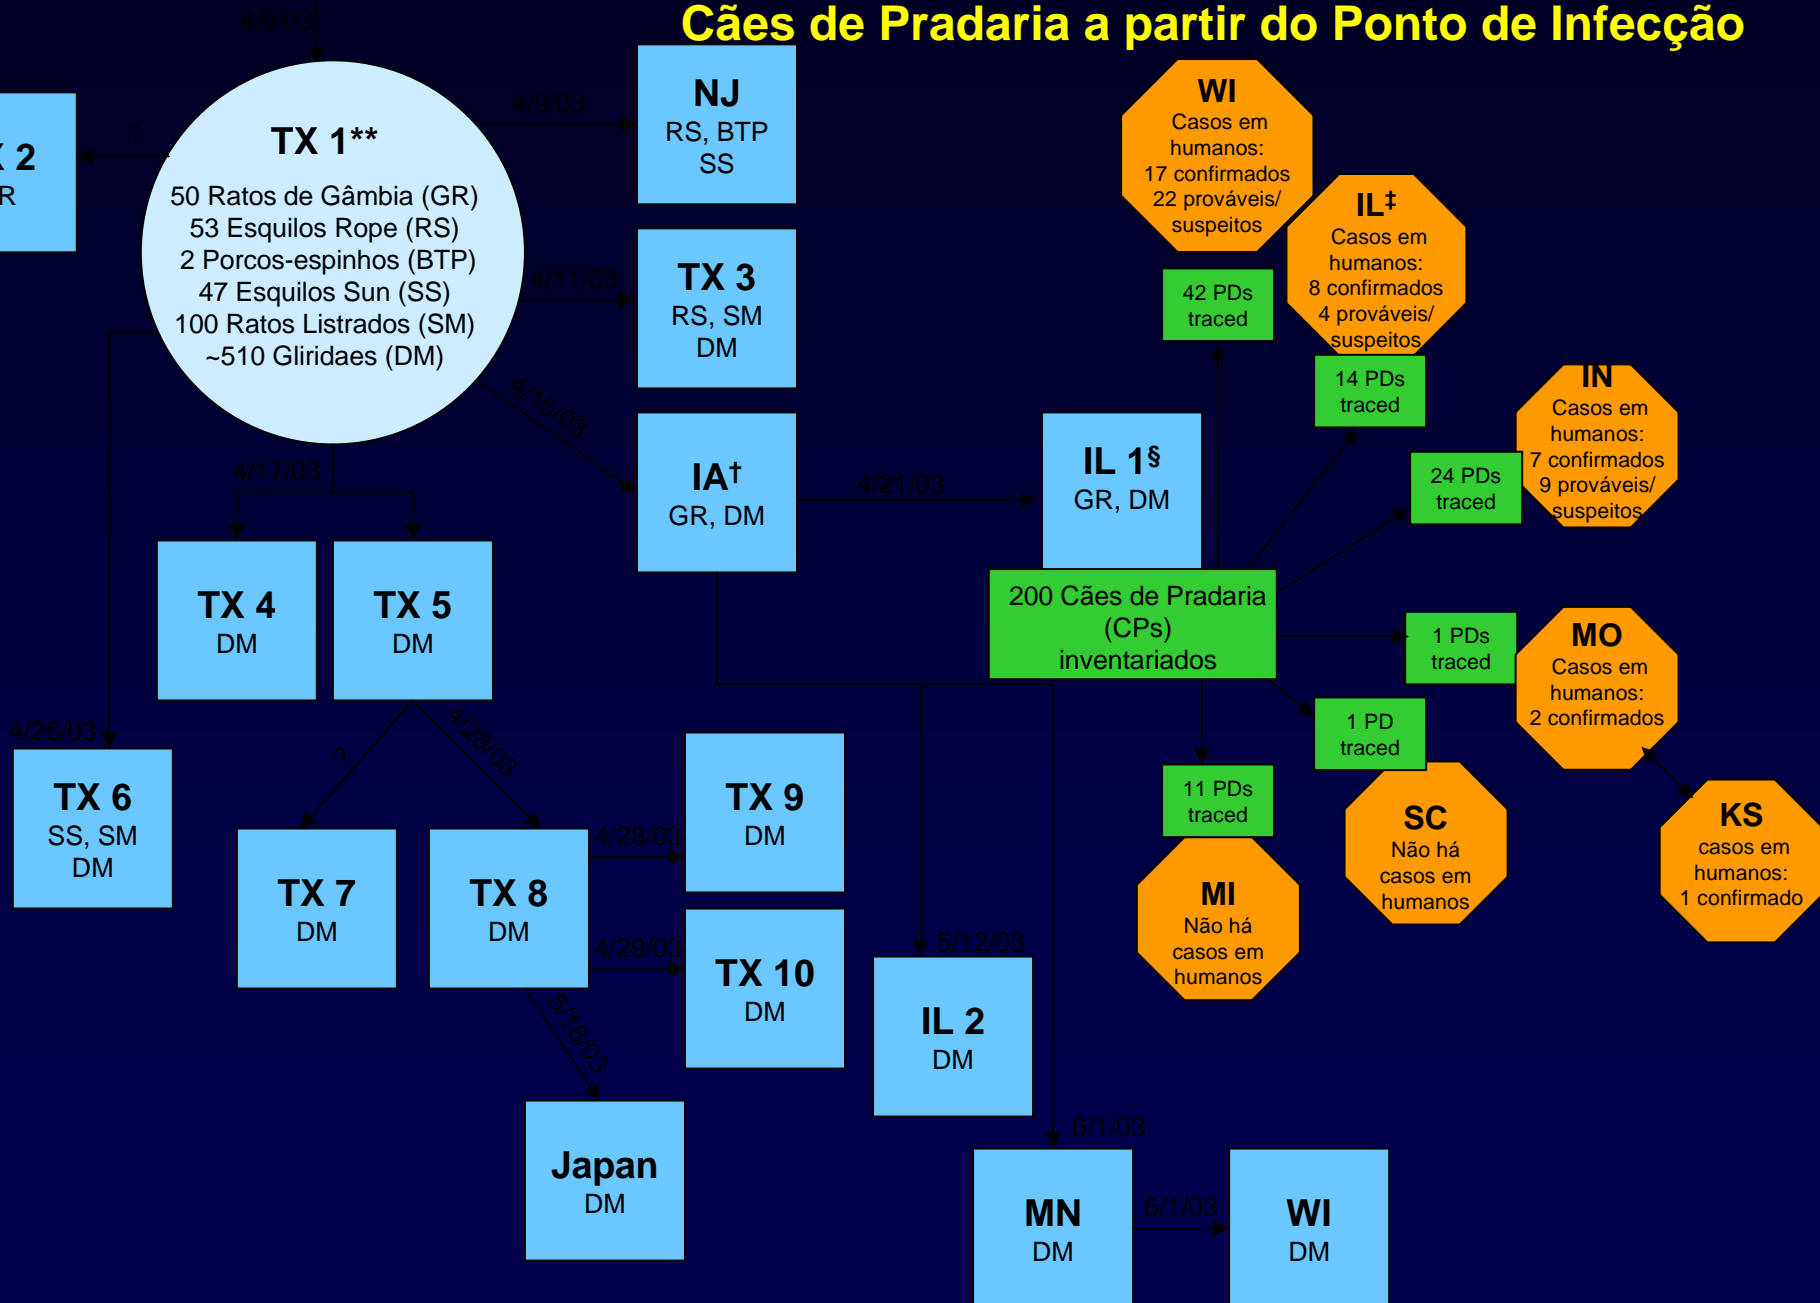 Cães de Pradaria a partir do Ponto de Infecção
4/9/03
TX 1**
50 Ratos de Gâmbia (GR)
53 Esquilos Rope (RS)
2 Porcos-espinhos (BTP)
47 Esquilos Sun (SS)
100 Ratos Listrados (SM)
~510 Gliridaes (DM)
?
2
R
4/9/03
NJ
RS, BTP
SS
4/11/03
TX 3
RS, SM
DM
4/16/03
IA†
GR, DM
4/21/03
IL 1§
GR, DM
200 Cães de Pradaria
(CPs)
inventariados
WI
Casos em
humanos:
17 confirmados
22 prováveis/
suspeitos
42 PDs
traced
IL‡
Casos em
humanos:
8 confirmados
4 prováveis/
suspeitos
14 PDs
traced
IN
Casos em
humanos:
7 confirmados
9 prováveis/
suspeitos
24 PDs
traced
1 PDs
traced
MO
Casos em
humanos:
2 confirmados
1 PD
traced
SC
Não há
casos em
humanos
KS
casos em
humanos:
1 confirmado
11 PDs
traced
MI
Não há
casos em
humanos
4/17/03
TX 4
DM
TX 5
DM
4/26/03
TX 6
SS, SM
DM
?
TX 7
DM
4/28/03
TX 8
DM
4/28/03
TX 9
DM
4/29/03
TX 10
DM
5/18/03
Japan
DM
5/12/03
IL 2
DM
6/1/03
MN
DM
6/1/03
WI
DM